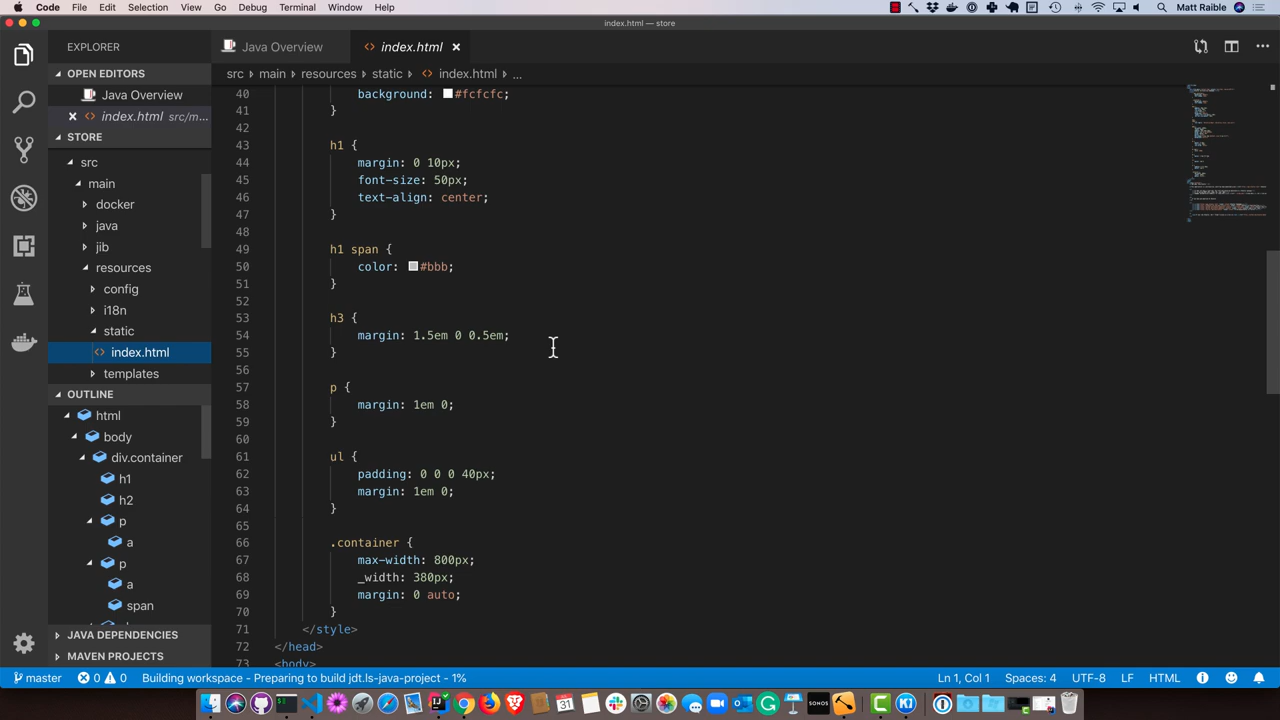 Code File Edit Selection View Go Debug Terminal Window Help
Matt Raible
index.html — store
EXPLORER
OPEN EDITORS
Java Overview
index.html src/m...
STORE
src
main
docker
java
jib
resources
config
i18n
static
index.html
templates
OUTLINE
html
body
div.container
h1
h2
p
a
p
a
span
JAVA DEPENDENCIES
MAVEN PROJECTS
Java Overview
index.html
src main resources static index.html ...
40 background: #fcfcfc;
41 }
42
43 h1 {
44 margin: 0 10px;
45 font-size: 50px;
46 text-align: center;
47 }
48
49 h1 span {
50 color: #bbb;
51 }
52
53 h3 {
54 margin: 1.5em 0 0.5em;
55 }
56
57 p {
58 margin: 1em 0;
59 }
60
61 ul {
62 padding: 0 0 0 40px;
63 margin: 1em 0;
64 }
65
66 .container {
67 max-width: 800px;
68 _width: 380px;
69 margin: 0 auto;
70 }
71 </style>
72 </head>
73 <body>
master 0 0 Building workspace - Preparing to build jdt.ls-java-project - 1%
Ln 1, Col 1 Spaces: 4 UTF-8 LF HTML
SONOS